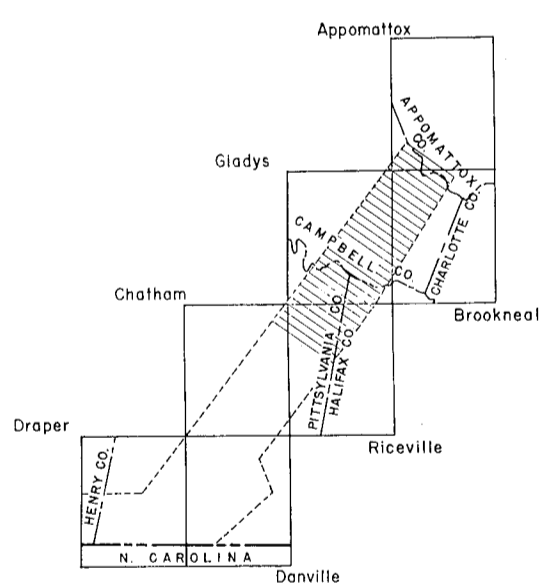 Appomattox
APPOMATTOX
CO.
Gladys
CAMPBELL CO.
CHARLOTTE CO.
Chatham
Brookneal
PITTSYLVANIA CO.
HALIFAX CO.
Draper
Riceville
HENRY CO.
N. CAROLINA
Danville